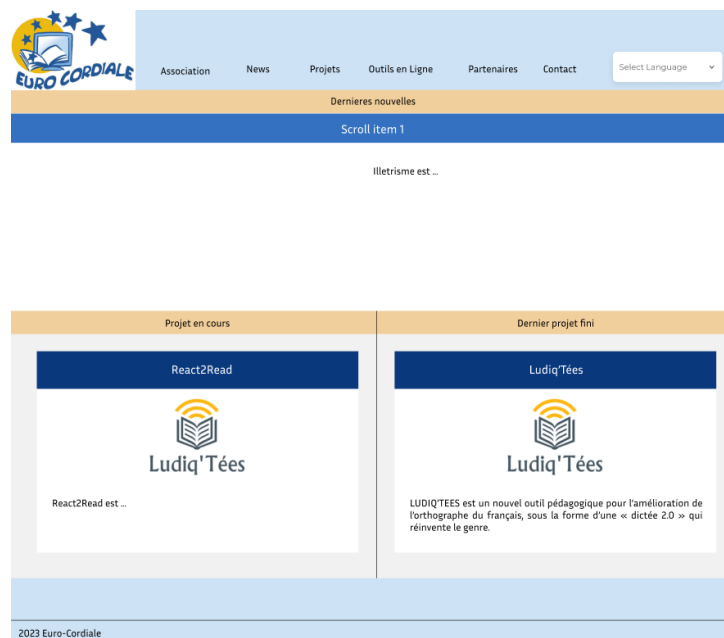 EURO CORDIALE
Association News Projets Outils en Ligne Partenaires Contact Select Language
Dernieres nouvelles
Scroll item 1
Illetrisme est ...
Projet en cours
React2Read
Ludiq'Tées
React2Read est ...
Dernier projet fini
Ludiq'Tées
Ludiq'Tées
LUDIQ'TEES est un nouvel outil pédagogique pour l'amélioration de
l'orthographe du français, sous la forme d'une « dictée 2.0 » qui
réinvente le genre.
2023 Euro-Cordiale